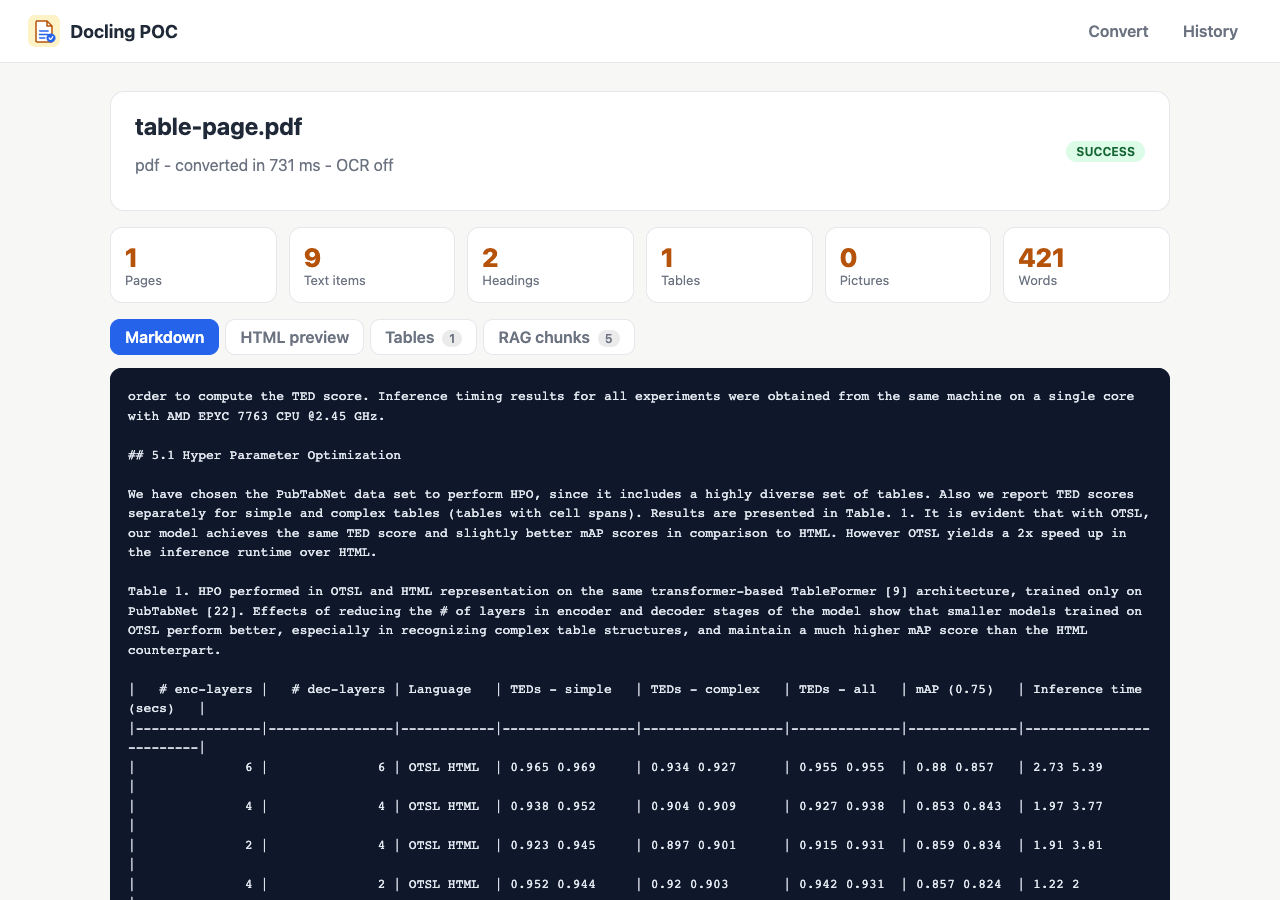 Docling POC
Convert
History
table-page.pdf
pdf - converted in 731 ms - OCR off
SUCCESS
1
Pages
9
Text items
2
Headings
1
Tables
0
Pictures
421
Words
Markdown
HTML preview
Tables 1
RAG chunks 5
order to compute the TED score. Inference timing results for all experiments were obtained from the same machine on a single core
with AMD EPYC 7763 CPU @2.45 GHz.
## 5.1 Hyper Parameter Optimization
We have chosen the PubTabNet data set to perform HPO, since it includes a highly diverse set of tables. Also we report TED scores
separately for simple and complex tables (tables with cell spans). Results are presented in Table. 1. It is evident that with OTSL,
our model achieves the same TED score and slightly better mAP scores in comparison to HTML. However OTSL yields a 2x speed up in
the inference runtime over HTML.
Table 1. HPO performed in OTSL and HTML representation on the same transformer-based TableFormer [9] architecture, trained only on
PubTabNet [22]. Effects of reducing the # of layers in encoder and decoder stages of the model show that smaller models trained on
OTSL perform better, especially in recognizing complex table structures, and maintain a much higher mAP score than the HTML
counterpart.
|   # enc-layers |   # dec-layers | Language   | TEDs - simple   | TEDs - complex   | TEDs - all   | mAP (0.75)   | Inference time
(secs)   |
|----------------|----------------|------------|-----------------|------------------|--------------|--------------|----------------
---------|
|              6 |              6 | OTSL HTML  | 0.965 0.969     | 0.934 0.927      | 0.955 0.955  | 0.88 0.857   | 2.73 5.39
|
|              4 |              4 | OTSL HTML  | 0.938 0.952     | 0.904 0.909      | 0.927 0.938  | 0.853 0.843  | 1.97 3.77
|
|              2 |              4 | OTSL HTML  | 0.923 0.945     | 0.897 0.901      | 0.915 0.931  | 0.859 0.834  | 1.91 3.81
|
|              4 |              2 | OTSL HTML  | 0.952 0.944     | 0.92 0.903       | 0.942 0.931  | 0.857 0.824  | 1.22 2